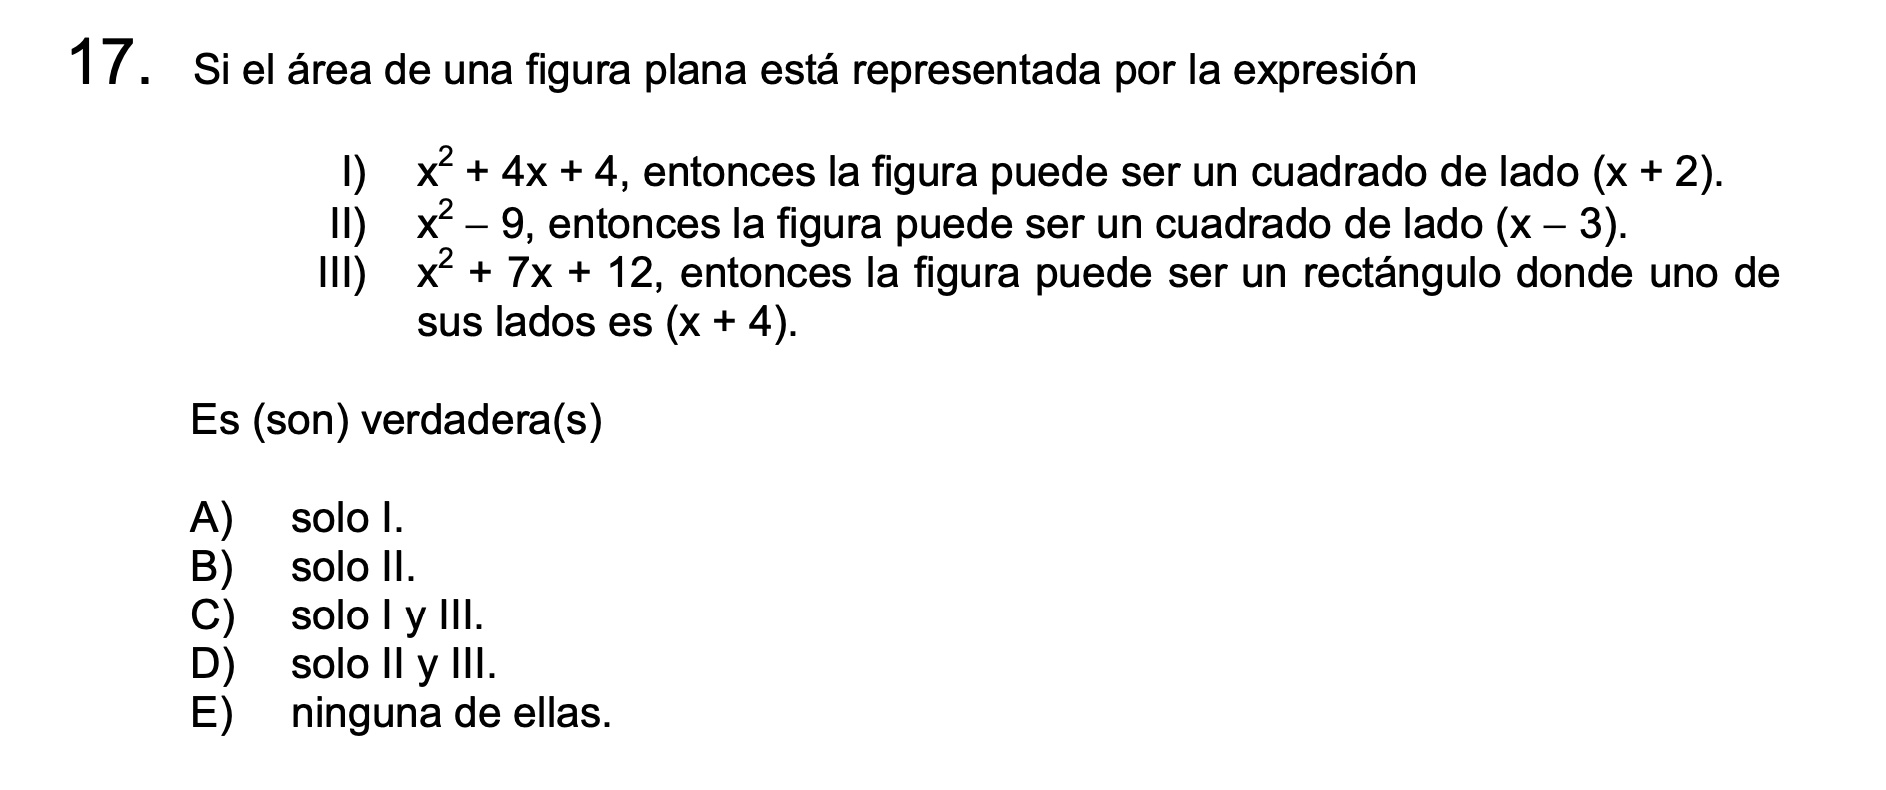 17. Si el área de una figura plana está representada por la expresión
I) x² + 4x + 4, entonces la figura puede ser un cuadrado de lado (x + 2).
II) x² – 9, entonces la figura puede ser un cuadrado de lado (x – 3).
III) x² + 7x + 12, entonces la figura puede ser un rectángulo donde uno de
sus lados es (x + 4).
Es (son) verdadera(s)
A) solo I.
B) solo II.
C) solo I y III.
D) solo II y III.
E) ninguna de ellas.